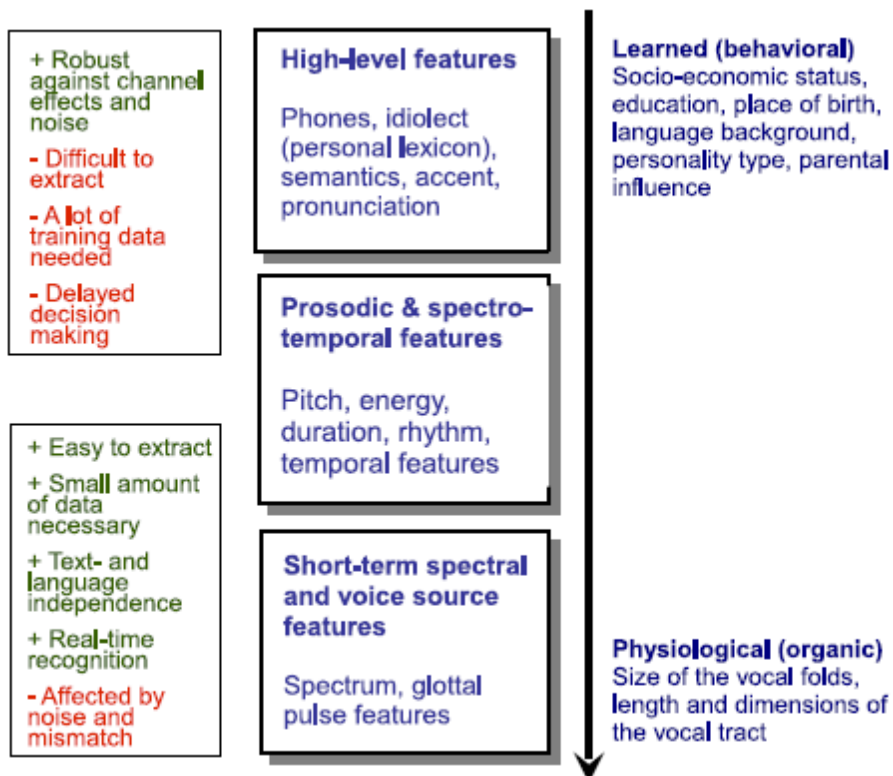 + Robust
against channel
effects and
noise
- Difficult to
extract
- A lot of
training data
needed
- Delayed
decision
making
+ Easy to extract
+ Small amount
of data
necessary
+ Text- and
language
independence
+ Real-time
recognition
- Affected by
noise and
mismatch
High-level features
Phones, idiolect
(personal lexicon),
semantics, accent,
pronunciation
Prosodic & spectro-
temporal features
Pitch, energy,
duration, rhythm,
temporal features
Short-term spectral
and voice source
features
Spectrum, glottal
pulse features
Learned (behavioral)
Socio-economic status,
education, place of birth,
language background,
personality type, parental
influence
Physiological (organic)
Size of the vocal folds,
length and dimensions of
the vocal tract